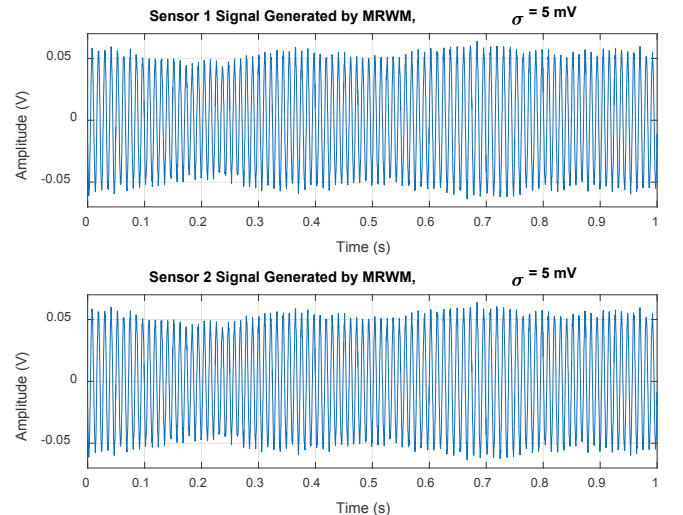 Sensor 1 Signal Generated by MRWM, σ = 5 mV
0.05
0
-0.05
Amplitude (V)
0 0.1 0.2 0.3 0.4 0.5 0.6 0.7 0.8 0.9 1
Time (s)
Sensor 2 Signal Generated by MRWM, σ = 5 mV
0.05
0
-0.05
Amplitude (V)
0 0.1 0.2 0.3 0.4 0.5 0.6 0.7 0.8 0.9 1
Time (s)